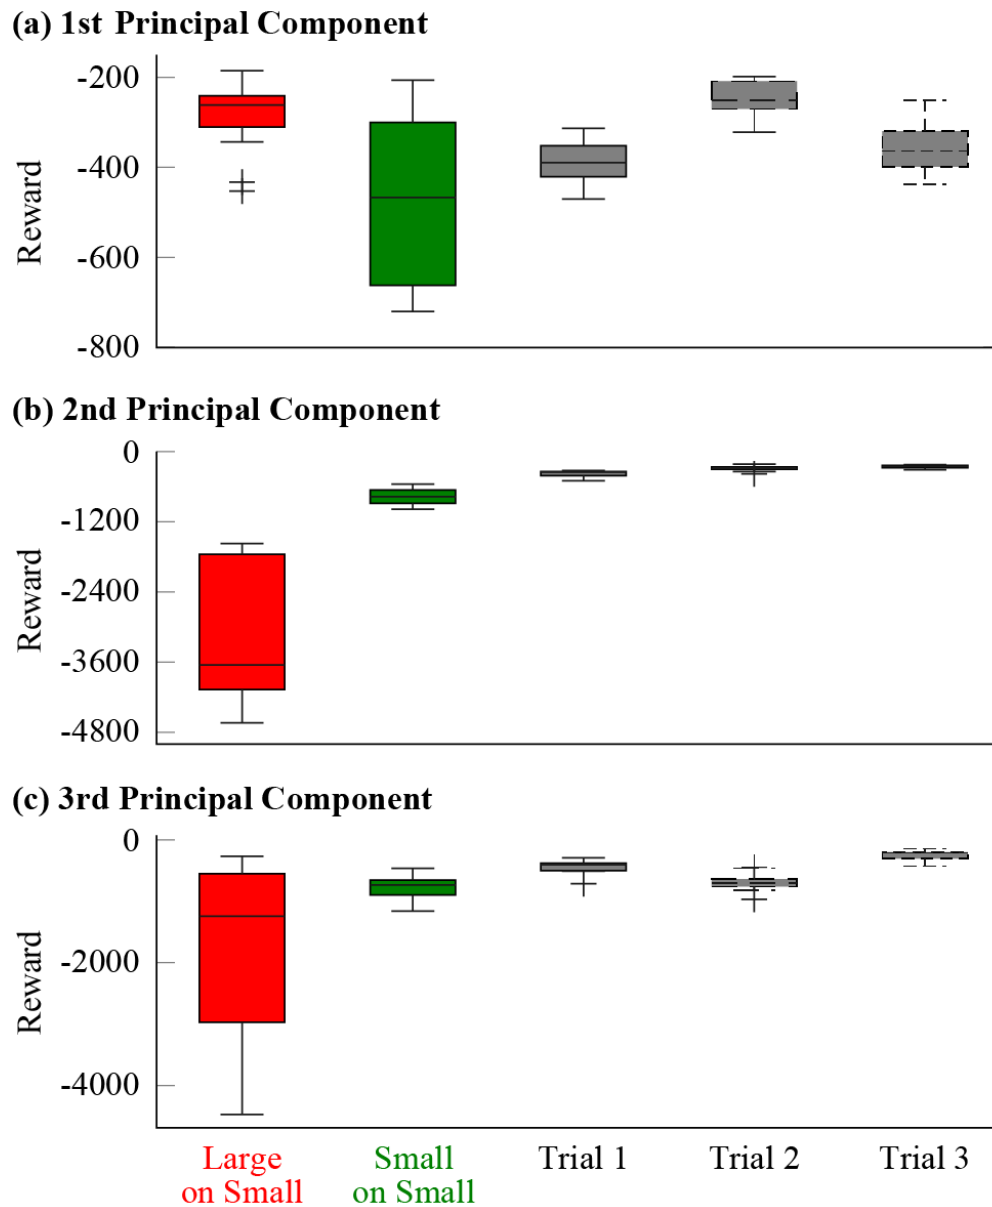 (a) 1st Principal Component
-200
-400
-600
-800
Reward
(b) 2nd Principal Component
0
-1200
-2400
-3600
-4800
Reward
(c) 3rd Principal Component
0
-2000
-4000
Reward
Large
on Small
Small
on Small
Trial 1
Trial 2
Trial 3